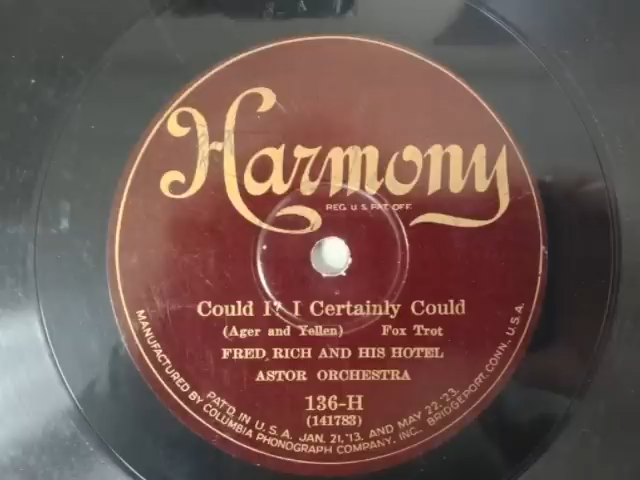 Harmony
REG. U.S. PAT. OFF.
Could I? I Certainly Could
(Ager and Yellen) Fox Trot
FRED RICH AND HIS HOTEL
ASTOR ORCHESTRA
136-H
(141783)
PAT'D. IN U.S.A. JAN. 21,'13. AND MAY 22,'23.
MANUFACTURED BY COLUMBIA PHONOGRAPH COMPANY, INC., BRIDGEPORT, CONN., U.S.A.